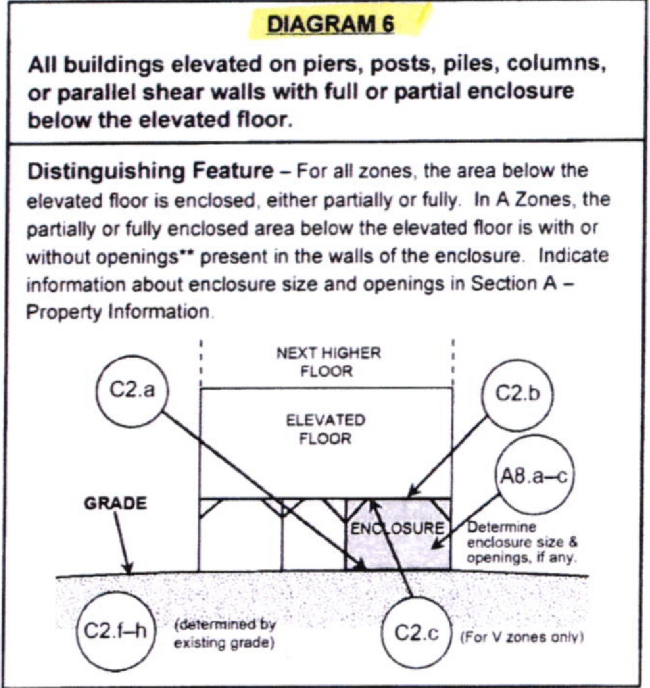 DIAGRAM 6
All buildings elevated on piers, posts, piles, columns,
or parallel shear walls with full or partial enclosure
below the elevated floor.
Distinguishing Feature – For all zones, the area below the
elevated floor is enclosed, either partially or fully. In A Zones, the
partially or fully enclosed area below the elevated floor is with or
without openings** present in the walls of the enclosure. Indicate
information about enclosure size and openings in Section A –
Property Information.
NEXT HIGHER
FLOOR
C2.a
C2.b
ELEVATED
FLOOR
A8.a–c
GRADE
ENCLOSURE
Determine
enclosure size &
openings, if any.
C2.f–h
(determined by
existing grade)
C2.c
(For V zones only)